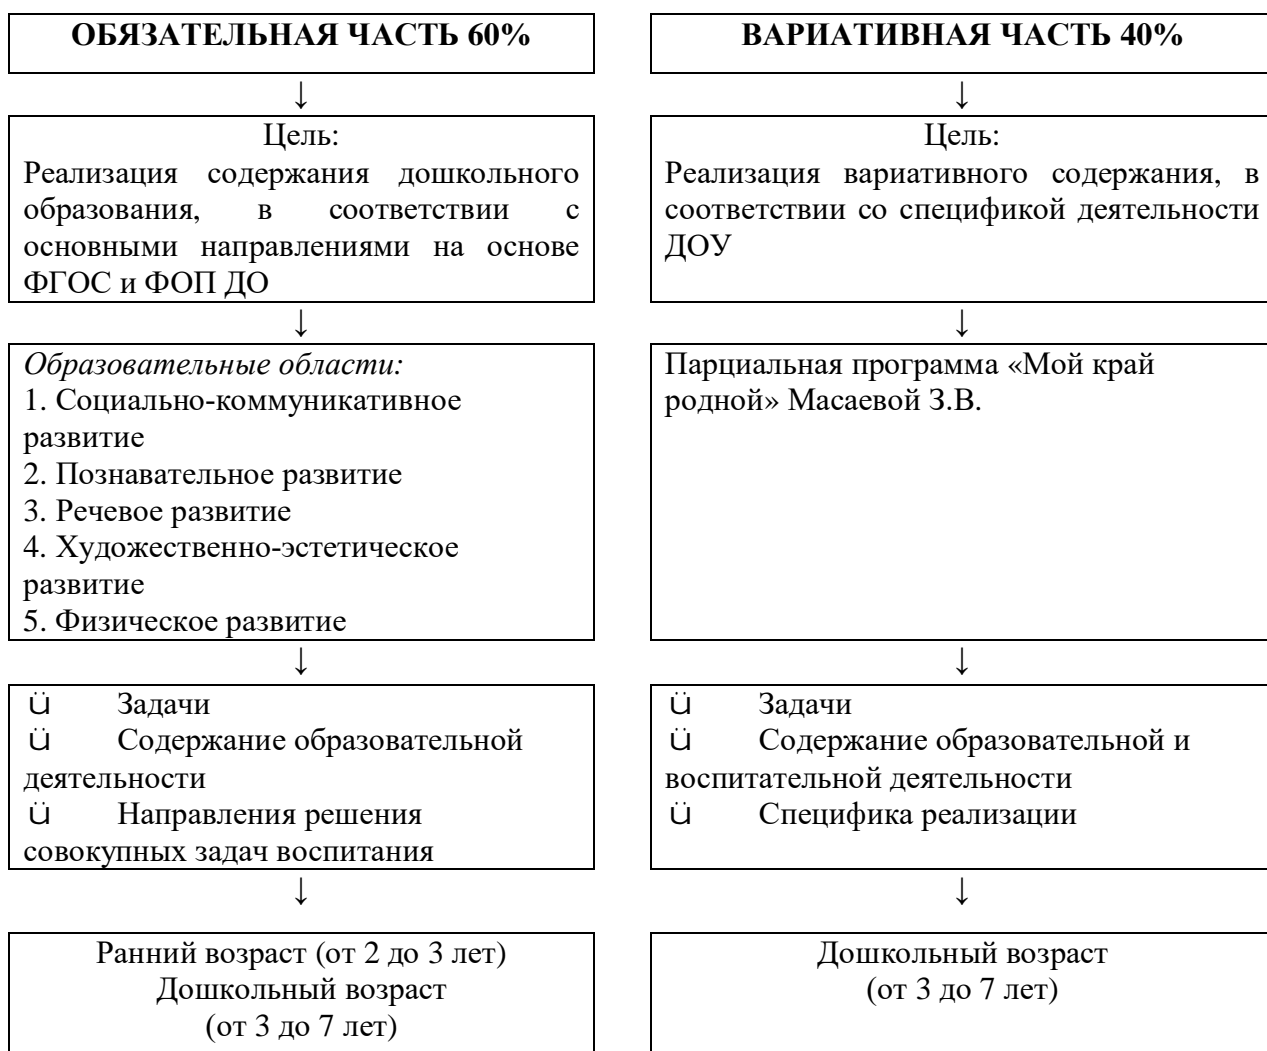 ОБЯЗАТЕЛЬНАЯ ЧАСТЬ 60%
↓
Цель:
Реализация содержания дошкольного
образования, в соответствии с
основными направлениями на основе
ФГОС и ФОП ДО
↓
Образовательные области:
1. Социально-коммуникативное
развитие
2. Познавательное развитие
3. Речевое развитие
4. Художественно-эстетическое
развитие
5. Физическое развитие
↓
ü Задачи
ü Содержание образовательной
деятельности
ü Направления решения
совокупных задач воспитания
↓
Ранний возраст (от 2 до 3 лет)
Дошкольный возраст
(от 3 до 7 лет)
ВАРИАТИВНАЯ ЧАСТЬ 40%
↓
Цель:
Реализация вариативного содержания, в
соответствии со спецификой деятельности
ДОУ
↓
Парциальная программа «Мой край
родной» Масаевой З.В.
↓
ü Задачи
ü Содержание образовательной и
воспитательной деятельности
ü Специфика реализации
↓
Дошкольный возраст
(от 3 до 7 лет)